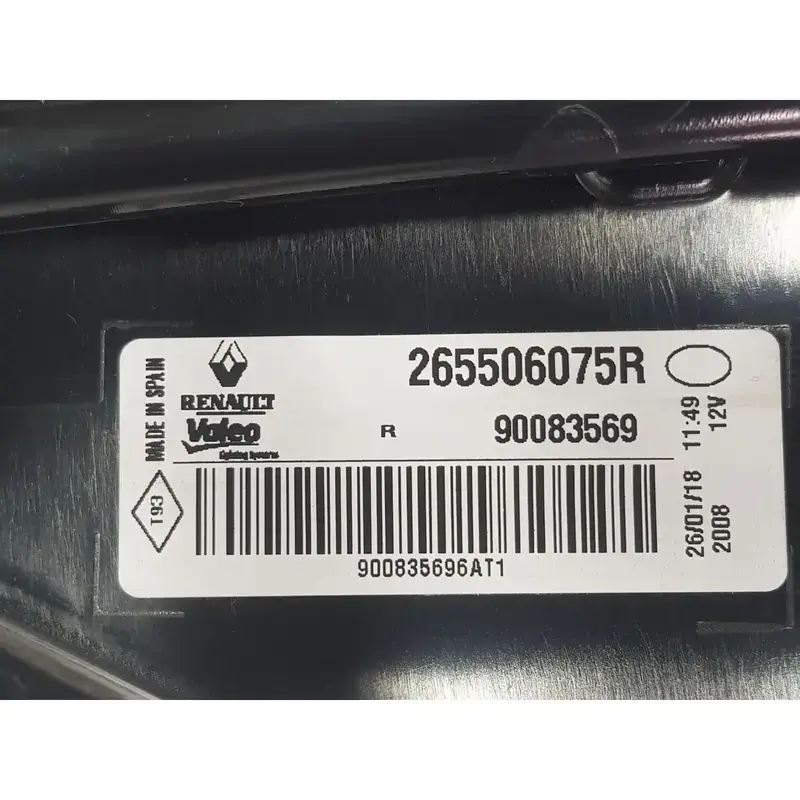 MADE IN SPAIN
RENAULT
Valeo
Lighting Systems
265506075R
R 90083569
T93
900835696AT1
26/01/18 11:49
2008 12V